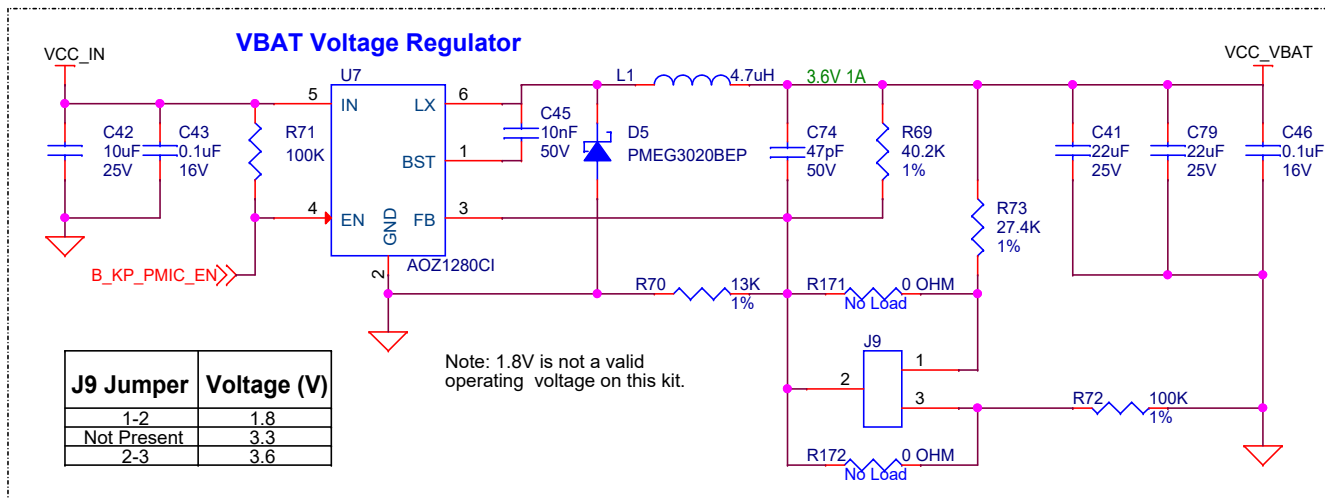 VBAT Voltage Regulator
VCC_IN
VCC_VBAT
U7
L1
4.7uH
3.6V 1A
5
IN
LX
6
C42
10uF
25V
C43
0.1uF
16V
R71
100K
C45
10nF
50V
D5
PMEG3020BEP
C74
47pF
50V
R69
40.2K
1%
C41
22uF
25V
C79
22uF
25V
C46
0.1uF
16V
BST
1
4
EN
GND
FB
3
2
AOZ1280CI
R73
27.4K
1%
B_KP_PMIC_EN
R70
13K
1%
R171
0 OHM
No Load
J9
1
2
3
R72
100K
1%
R172
0 OHM
No Load
Note: 1.8V is not a valid
operating voltage on this kit.
J9 Jumper Voltage (V)
1-2 1.8
Not Present 3.3
2-3 3.6